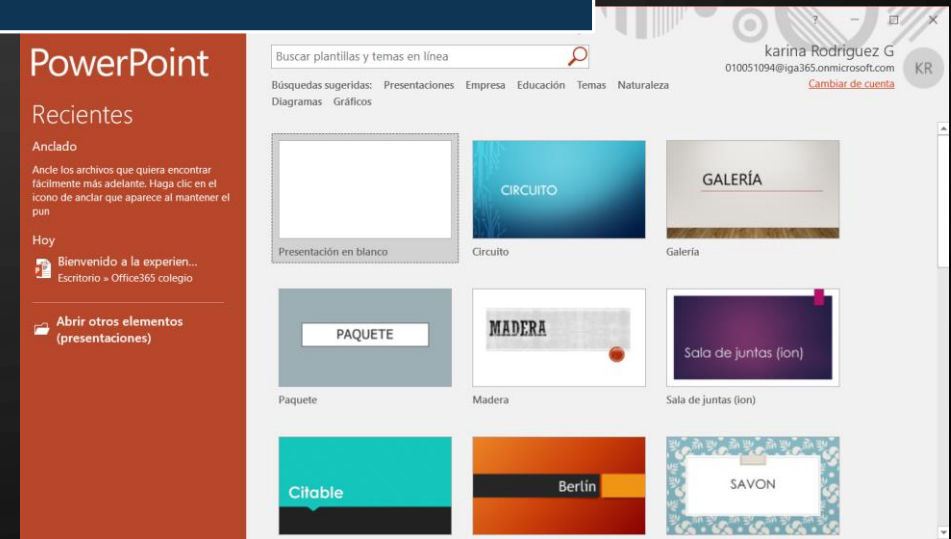 PowerPoint
Recientes
Anclado
Ancle los archivos que quiera encontrar
fácilmente más adelante. Haga clic en el
icono de anclar que aparece al mantener el
pun
Hoy
Bienvenido a la experien...
Escritorio » Office365 colegio
Abrir otros elementos
(presentaciones)
?
Buscar plantillas y temas en línea
Búsquedas sugeridas: Presentaciones Empresa Educación Temas Naturaleza
Diagramas Gráficos
karina Rodriguez G
010051094@iga365.onmicrosoft.com
Cambiar de cuenta
KR
Presentación en blanco
CIRCUITO
Circuito
GALERÍA
Galería
PAQUETE
Paquete
MADERA
Madera
Sala de juntas (ion)
Sala de juntas (ion)
Citable
Berlín
SAVON